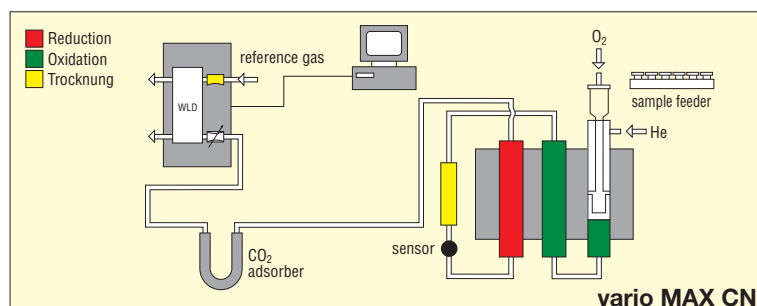 Reduction
Oxidation
Trocknung
reference gas
WLD
O₂
sample feeder
He
sensor
CO₂
adsorber
vario MAX CN